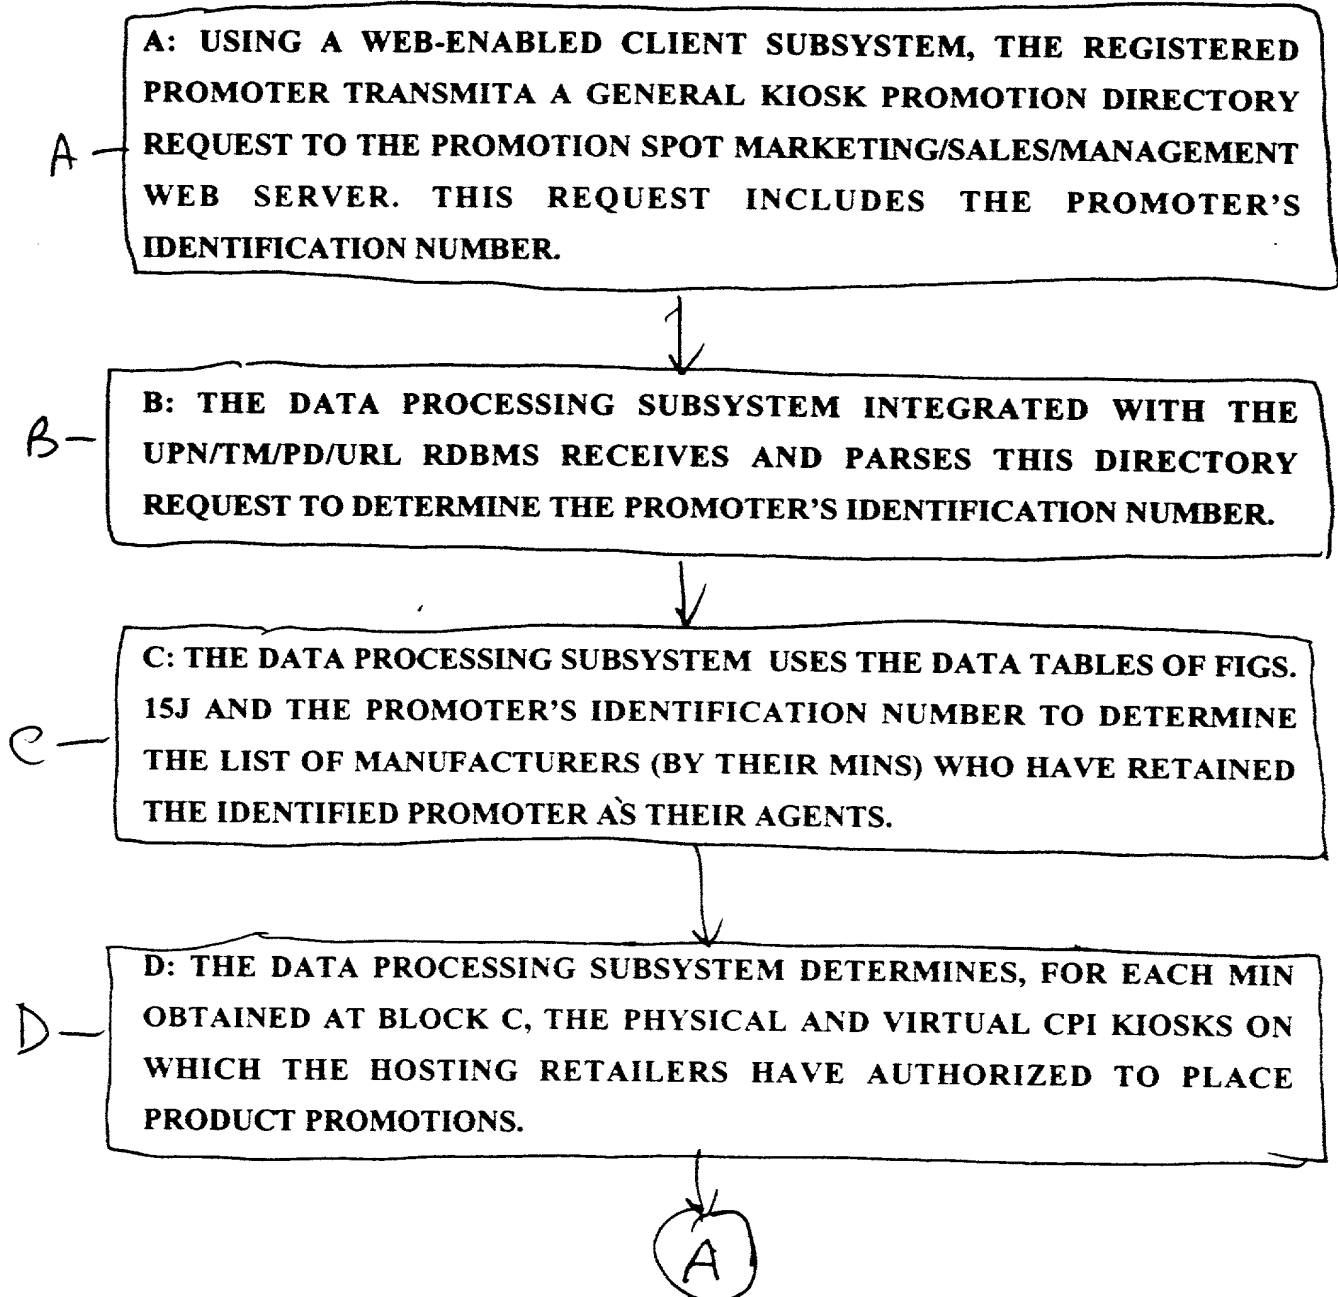 A: USING A WEB-ENABLED CLIENT SUBSYSTEM, THE REGISTERED
PROMOTER TRANSMITA A GENERAL KIOSK PROMOTION DIRECTORY
A
REQUEST TO THE PROMOTION SPOT MARKETING/SALES/MANAGEMENT
WEB SERVER. THIS REQUEST INCLUDES THE PROMOTER'S
IDENTIFICATION NUMBER.
B: THE DATA PROCESSING SUBSYSTEM INTEGRATED WITH THE
B
UPN/TM/PD/URL RDBMS RECEIVES AND PARSES THIS DIRECTORY
REQUEST TO DETERMINE THE PROMOTER'S IDENTIFICATION NUMBER.
C: THE DATA PROCESSING SUBSYSTEM USES THE DATA TABLES OF FIGS.
15J AND THE PROMOTER'S IDENTIFICATION NUMBER TO DETERMINE
C
THE LIST OF MANUFACTURERS (BY THEIR MINS) WHO HAVE RETAINED
THE IDENTIFIED PROMOTER AS THEIR AGENTS.
D: THE DATA PROCESSING SUBSYSTEM DETERMINES, FOR EACH MIN
D
OBTAINED AT BLOCK C, THE PHYSICAL AND VIRTUAL CPI KIOSKS ON
WHICH THE HOSTING RETAILERS HAVE AUTHORIZED TO PLACE
PRODUCT PROMOTIONS.
A